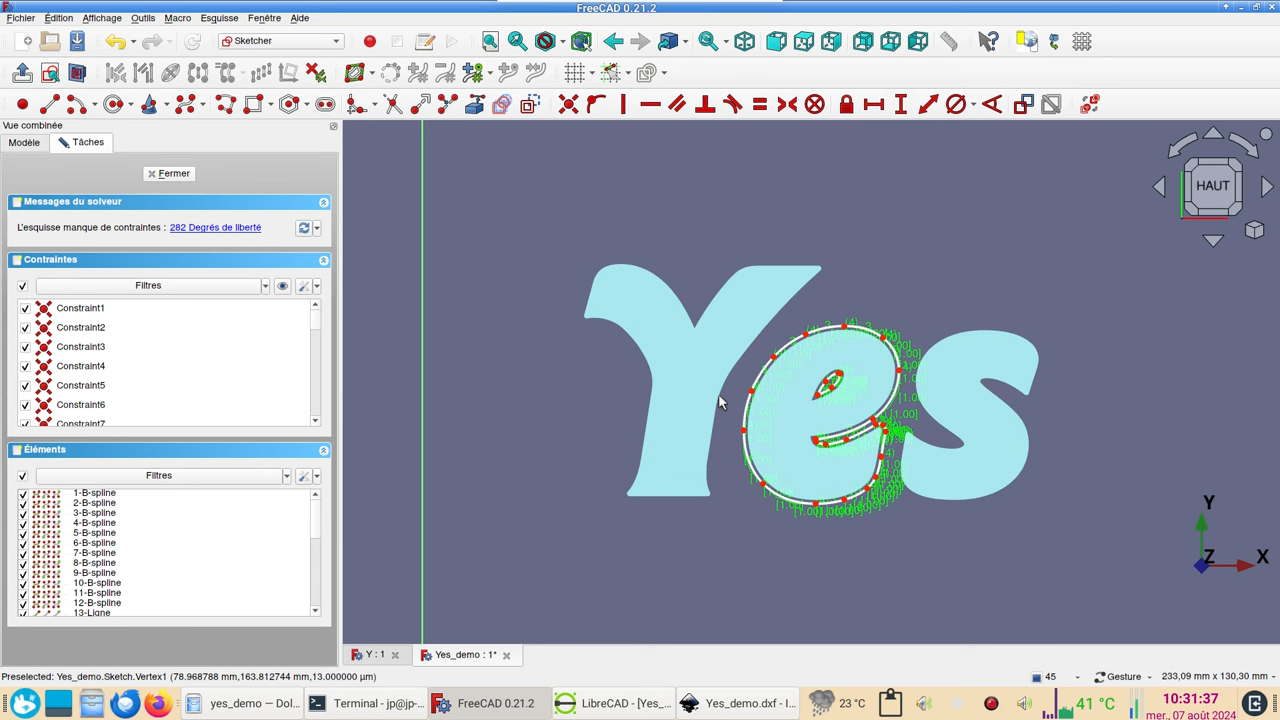 FreeCAD 0.21.2
Fichier Édition Affichage Outils Macro Esquisse Fenêtre Aide
Sketcher
Vue combinée
Modèle Tâches
Fermer
Messages du solveur
L'esquisse manque de contraintes : 282 Degrés de liberté
Contraintes
Filtres
Constraint1
Constraint2
Constraint3
Constraint4
Constraint5
Constraint6
Constraint7
Éléments
Filtres
1-B-spline
2-B-spline
3-B-spline
4-B-spline
5-B-spline
6-B-spline
7-B-spline
8-B-spline
9-B-spline
10-B-spline
11-B-spline
12-B-spline
13-Ligne
HAUT
Yes
Y
Z
X
Y : 1
Yes_demo : 1*
Preselected: Yes_demo.Sketch.Vertex1 (78.968788 mm,163.812744 mm,13.000000 µm)
45
Gesture
233,09 mm x 130,30 mm
yes_demo — Dol...
Terminal - jp@jp-...
FreeCAD 0.21.2
LibreCAD - [Yes_...
Yes_demo.dxf - I...
23 °C
41 °C
10:31:37
mer., 07 août 2024